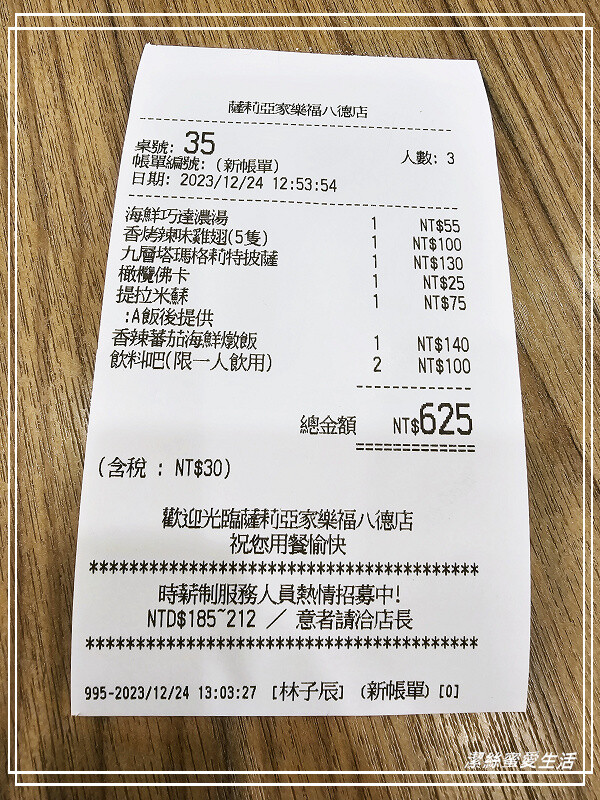 薩莉亞家樂福八德店
桌號: 35 人數: 3
帳單編號: (新帳單)
日期: 2023/12/24 12:53:54
海鮮巧達濃湯 1 NT$55
香烤辣味雞翅(5隻) 1 NT$100
九層塔瑪格莉特披薩 1 NT$130
橄欖佛卡 1 NT$25
提拉米蘇 1 NT$75
:A飯後提供
香辣蕃茄海鮮燉飯 1 NT$140
飲料吧(限一人飲用) 2 NT$100
總金額 NT$625
(含稅 : NT$30)
歡迎光臨薩莉亞家樂福八德店
祝您用餐愉快
****************************************
時薪制服務人員熱情招募中!
NTD$185~212 / 意者請洽店長
****************************************
995-2023/12/24 13:03:27 [林子辰] (新帳單) [0]
潔絲蜜愛生活